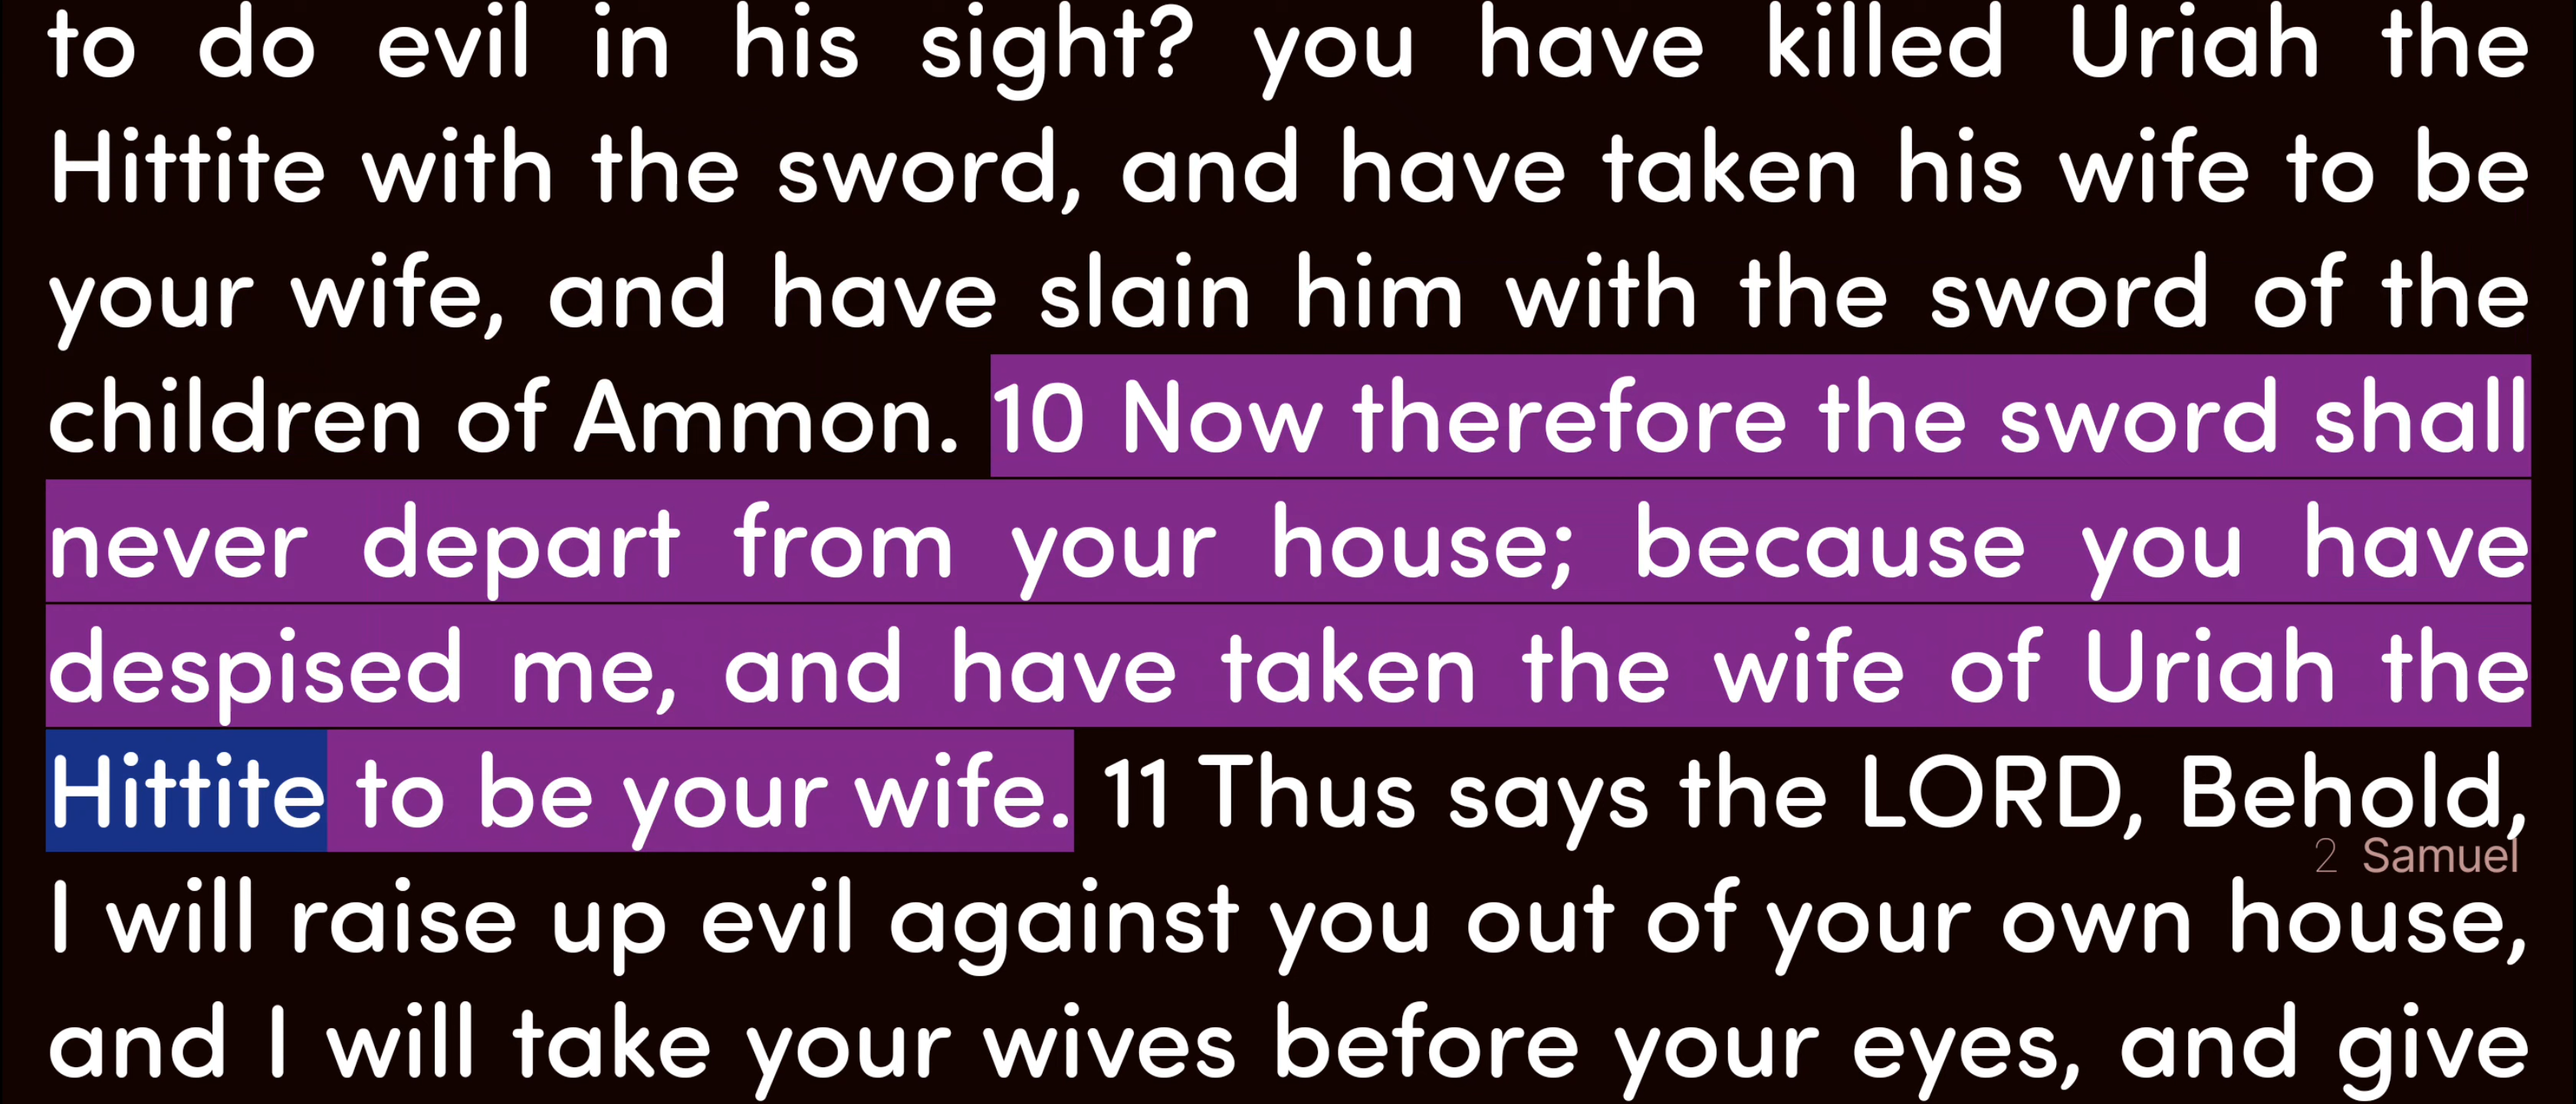 to do evil in his sight? you have killed Uriah the
Hittite with the sword, and have taken his wife to be
your wife, and have slain him with the sword of the
children of Ammon. 10 Now therefore the sword shall
never depart from your house; because you have
despised me, and have taken the wife of Uriah the
Hittite to be your wife. 11 Thus says the LORD, Behold,
2 Samuel
I will raise up evil against you out of your own house,
and I will take your wives before your eyes, and give